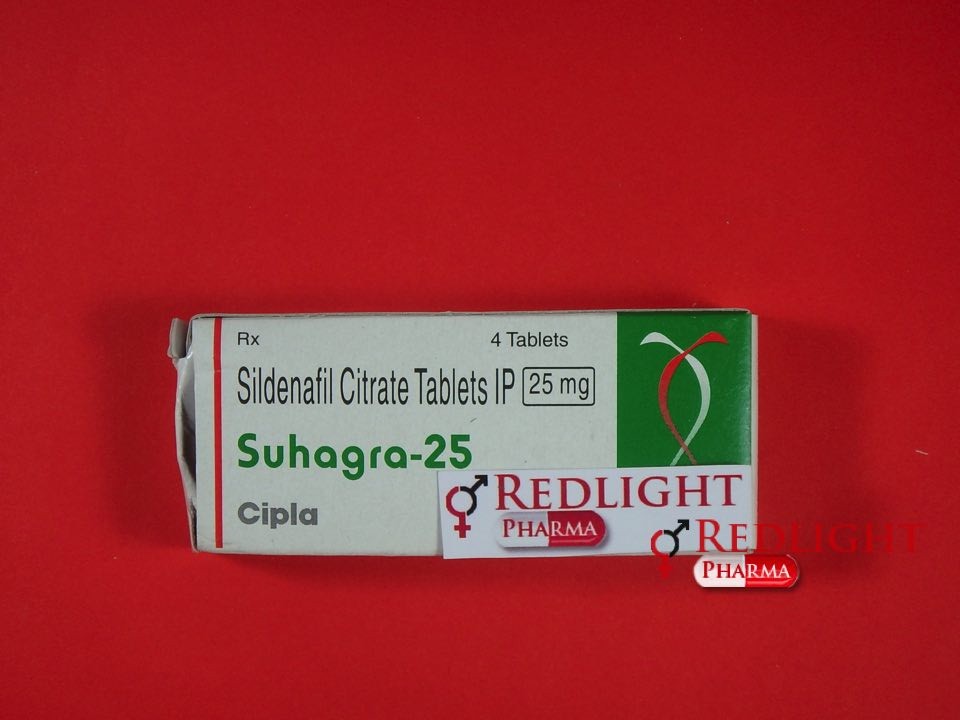 Rx 4 Tablets
Sildenafil Citrate Tablets IP 25 mg
Suhagra-25
Cipla
REDLIGHT
PHARMA
REDLIGHT
PHARMA